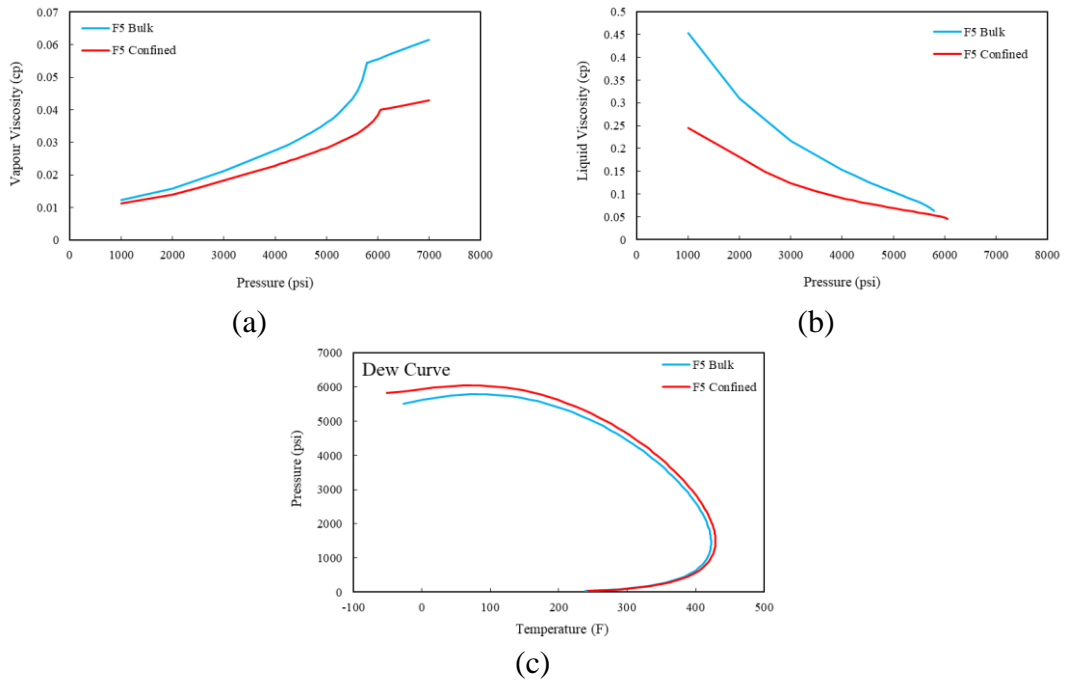 0.07
0.06
0.05
0.04
0.03
0.02
0.01
0
Vapour Viscosity (cp)
F5 Bulk
F5 Confined
0 1000 2000 3000 4000 5000 6000 7000 8000
Pressure (psi)
(a)
0.5
0.45
0.4
0.35
0.3
0.25
0.2
0.15
0.1
0.05
0
Liquid Viscosity (cp)
F5 Bulk
F5 Confined
0 1000 2000 3000 4000 5000 6000 7000 8000
Pressure (psi)
(b)
7000
6000
5000
4000
3000
2000
1000
0
Pressure (psi)
Dew Curve
F5 Bulk
F5 Confined
-100 0 100 200 300 400 500
Temperature (F)
(c)